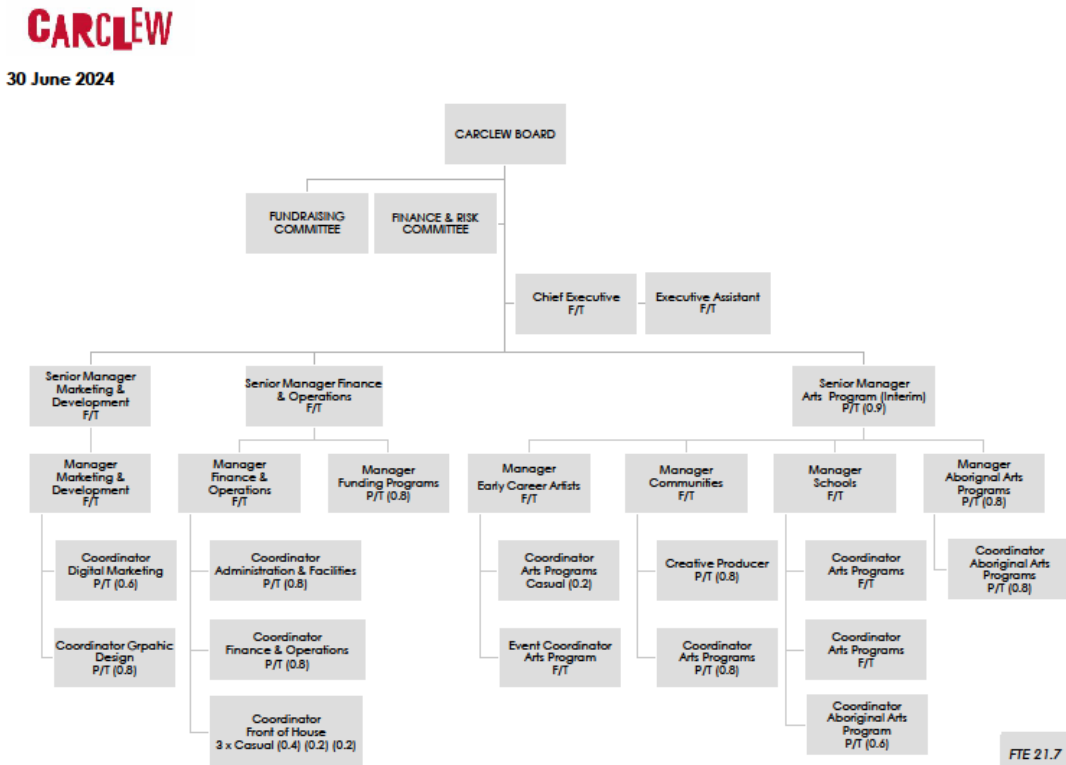 CARCLEW
30 June 2024
CARCLEW BOARD
FUNDRAISING
COMMITTEE
FINANCE & RISK
COMMITTEE
Chief Executive
F/T
Executive Assistant
F/T
Senior Manager
Marketing &
Development
F/T
Senior Manager Finance
& Operations
F/T
Senior Manager
Arts Program (Interim)
P/T (0.9)
Manager
Marketing &
Development
F/T
Manager
Finance &
Operations
F/T
Manager
Funding Programs
P/T (0.8)
Manager
Early Career Artists
F/T
Manager
Communities
F/T
Manager
Schools
F/T
Manager
Aborignal Arts
Programs
P/T (0.8)
Coordinator
Digital Marketing
P/T (0.6)
Coordinator
Administration & Facilities
P/T (0.8)
Coordinator
Arts Programs
Casual (0.2)
Creative Producer
P/T (0.8)
Coordinator
Arts Programs
F/T
Coordinator
Aboriginal Arts
Programs
P/T (0.8)
Coordinator Grpahic
Design
P/T (0.8)
Coordinator
Finance & Operations
P/T (0.8)
Event Coordinator
Arts Program
F/T
Coordinator
Arts Programs
P/T (0.8)
Coordinator
Arts Programs
F/T
Coordinator
Front of House
3 x Casual (0.4) (0.2) (0.2)
Coordinator
Aboriginal Arts
Program
P/T (0.6)
FTE 21.7